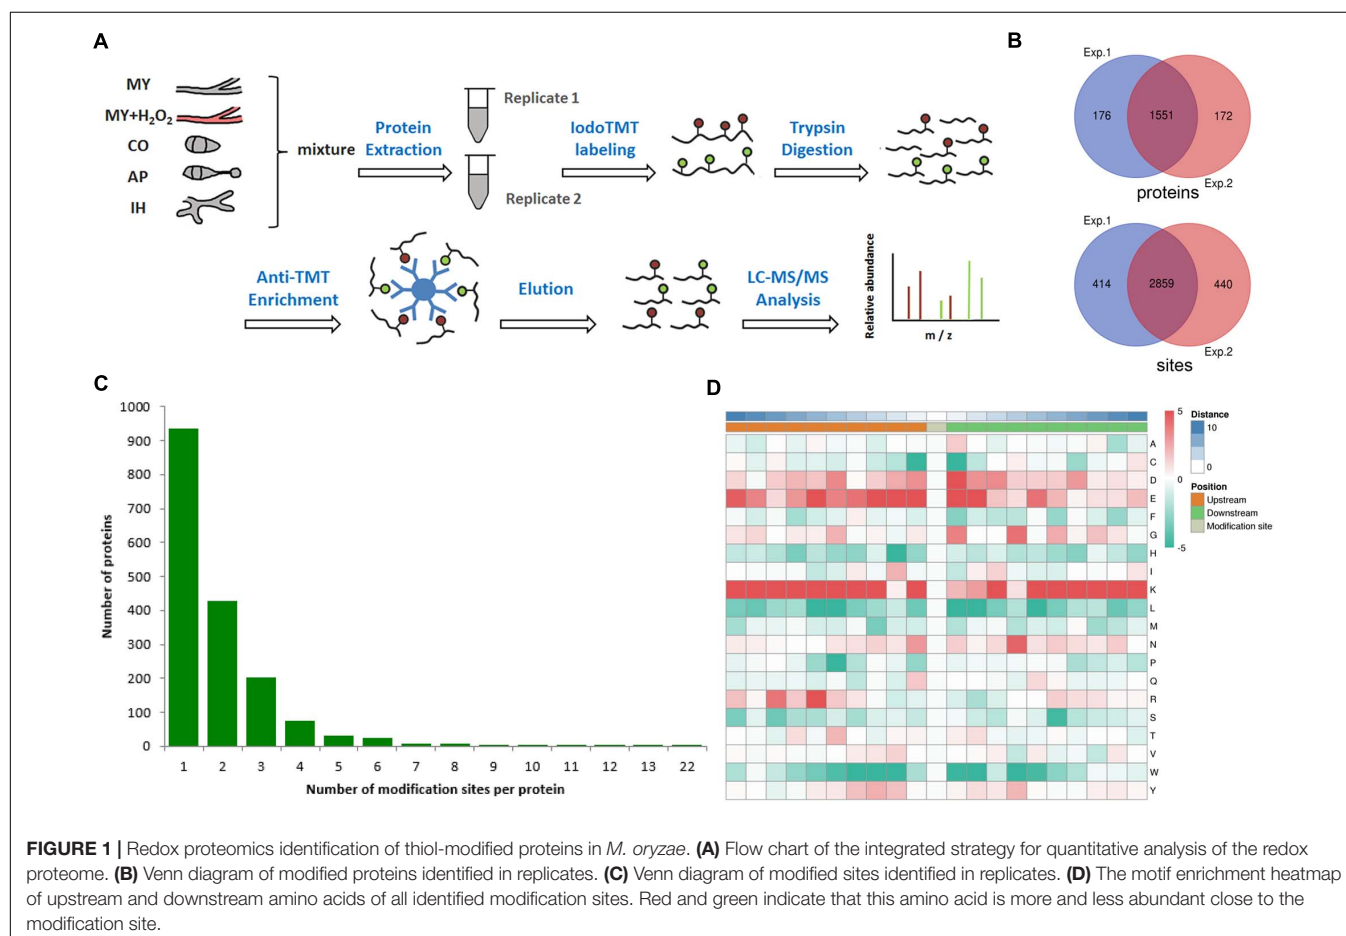 A
MY
MY+H₂O₂
CO
AP
IH
mixture
Protein
Extraction
Replicate 1
Replicate 2
IodoTMT
labeling
Trypsin
Digestion
Anti-TMT
Enrichment
Elution
LC-MS/MS
Analysis
Relative abundance
m / z
B
Exp.1
176 1551 172
Exp.2
proteins
Exp.1
414 2859 440
Exp.2
sites
C
Number of proteins
1000
900
800
700
600
500
400
300
200
100
0
1 2 3 4 5 6 7 8 9 10 11 12 13 22
Number of modification sites per protein
D
A
C
D
E
F
G
H
I
K
L
M
N
P
Q
R
S
T
V
W
Y
5
0
-5
Distance
10
0
Position
Upstream
Downstream
Modification site
FIGURE 1 | Redox proteomics identification of thiol-modified proteins in M. oryzae. (A) Flow chart of the integrated strategy for quantitative analysis of the redox
proteome. (B) Venn diagram of modified proteins identified in replicates. (C) Venn diagram of modified sites identified in replicates. (D) The motif enrichment heatmap
of upstream and downstream amino acids of all identified modification sites. Red and green indicate that this amino acid is more and less abundant close to the
modification site.